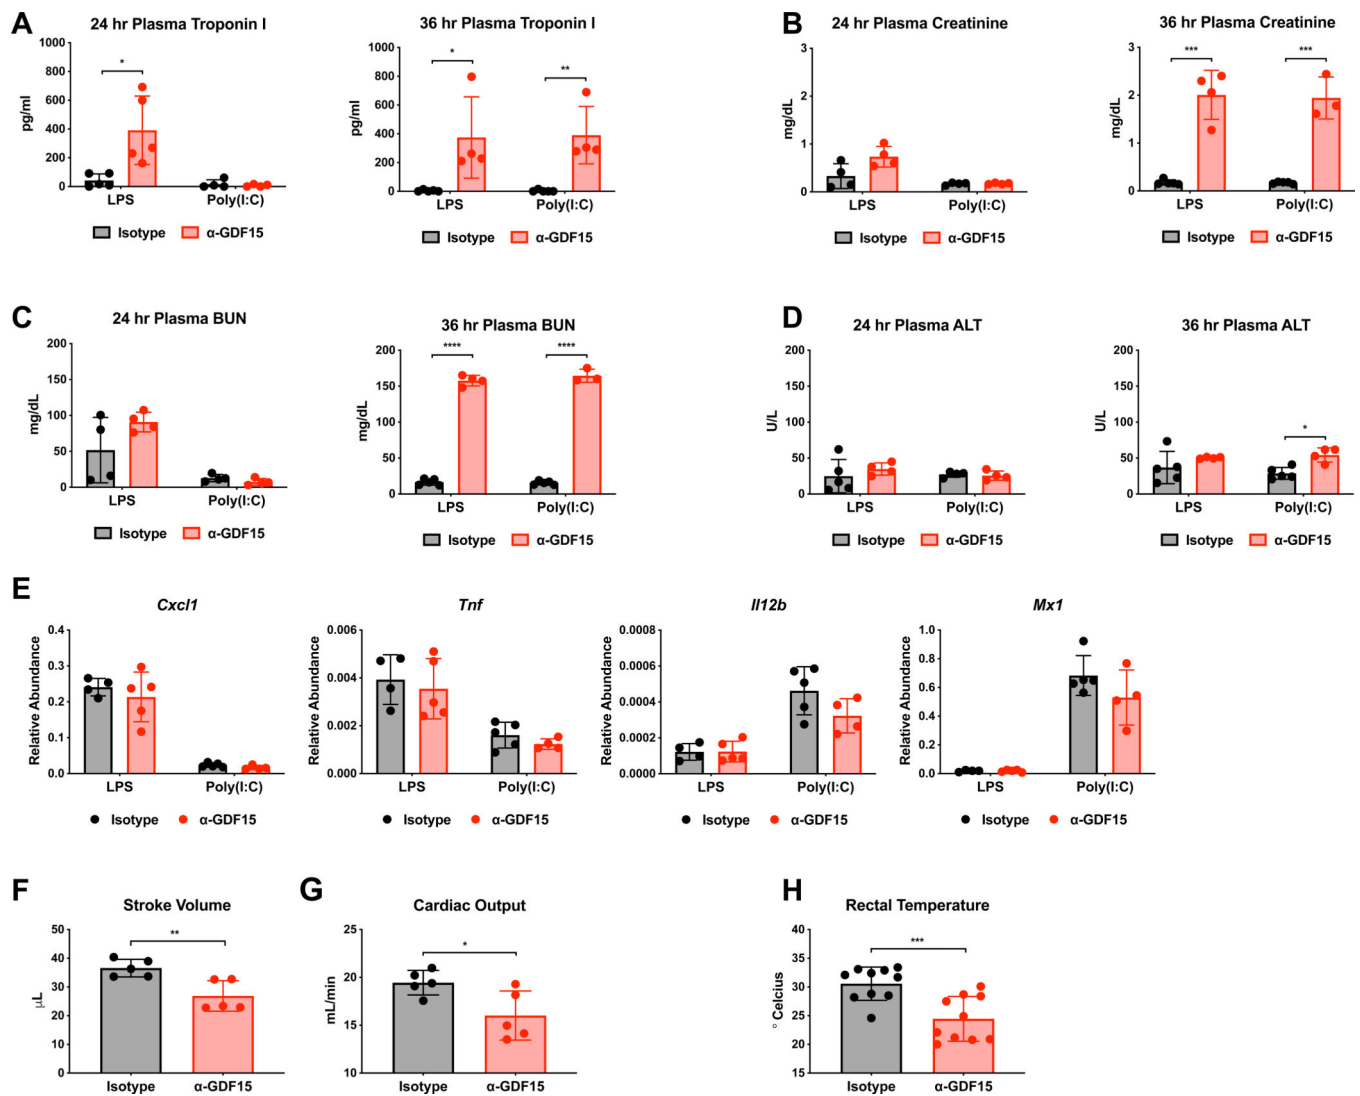 A
24 hr Plasma Troponin I
pg/ml
1000
800
600
400
200
0
*
LPS
Poly(I:C)
Isotype
α-GDF15
36 hr Plasma Troponin I
pg/ml
1000
800
600
400
200
0
*
**
LPS
Poly(I:C)
Isotype
α-GDF15
B
24 hr Plasma Creatinine
mg/dL
3
2
1
0
LPS
Poly(I:C)
Isotype
α-GDF15
36 hr Plasma Creatinine
mg/dL
3
2
1
0
***
***
LPS
Poly(I:C)
Isotype
α-GDF15
C
24 hr Plasma BUN
mg/dL
200
150
100
50
0
LPS
Poly(I:C)
Isotype
α-GDF15
36 hr Plasma BUN
mg/dL
200
150
100
50
0
****
****
LPS
Poly(I:C)
Isotype
α-GDF15
D
24 hr Plasma ALT
U/L
200
150
100
50
0
LPS
Poly(I:C)
Isotype
α-GDF15
36 hr Plasma ALT
U/L
200
150
100
50
0
*
LPS
Poly(I:C)
Isotype
α-GDF15
E
Cxcl1
Relative Abundance
0.4
0.3
0.2
0.1
0.0
LPS
Poly(I:C)
Isotype
α-GDF15
Tnf
Relative Abundance
0.006
0.004
0.002
0.000
LPS
Poly(I:C)
Isotype
α-GDF15
Il12b
Relative Abundance
0.0008
0.0006
0.0004
0.0002
0.0000
LPS
Poly(I:C)
Isotype
α-GDF15
Mx1
Relative Abundance
1.0
0.8
0.6
0.4
0.2
0.0
LPS
Poly(I:C)
Isotype
α-GDF15
F
Stroke Volume
μL
50
40
30
20
10
0
**
Isotype
α-GDF15
G
Cardiac Output
mL/min
25
20
15
10
*
Isotype
α-GDF15
H
Rectal Temperature
° Celcius
40
35
30
25
20
15
***
Isotype
α-GDF15